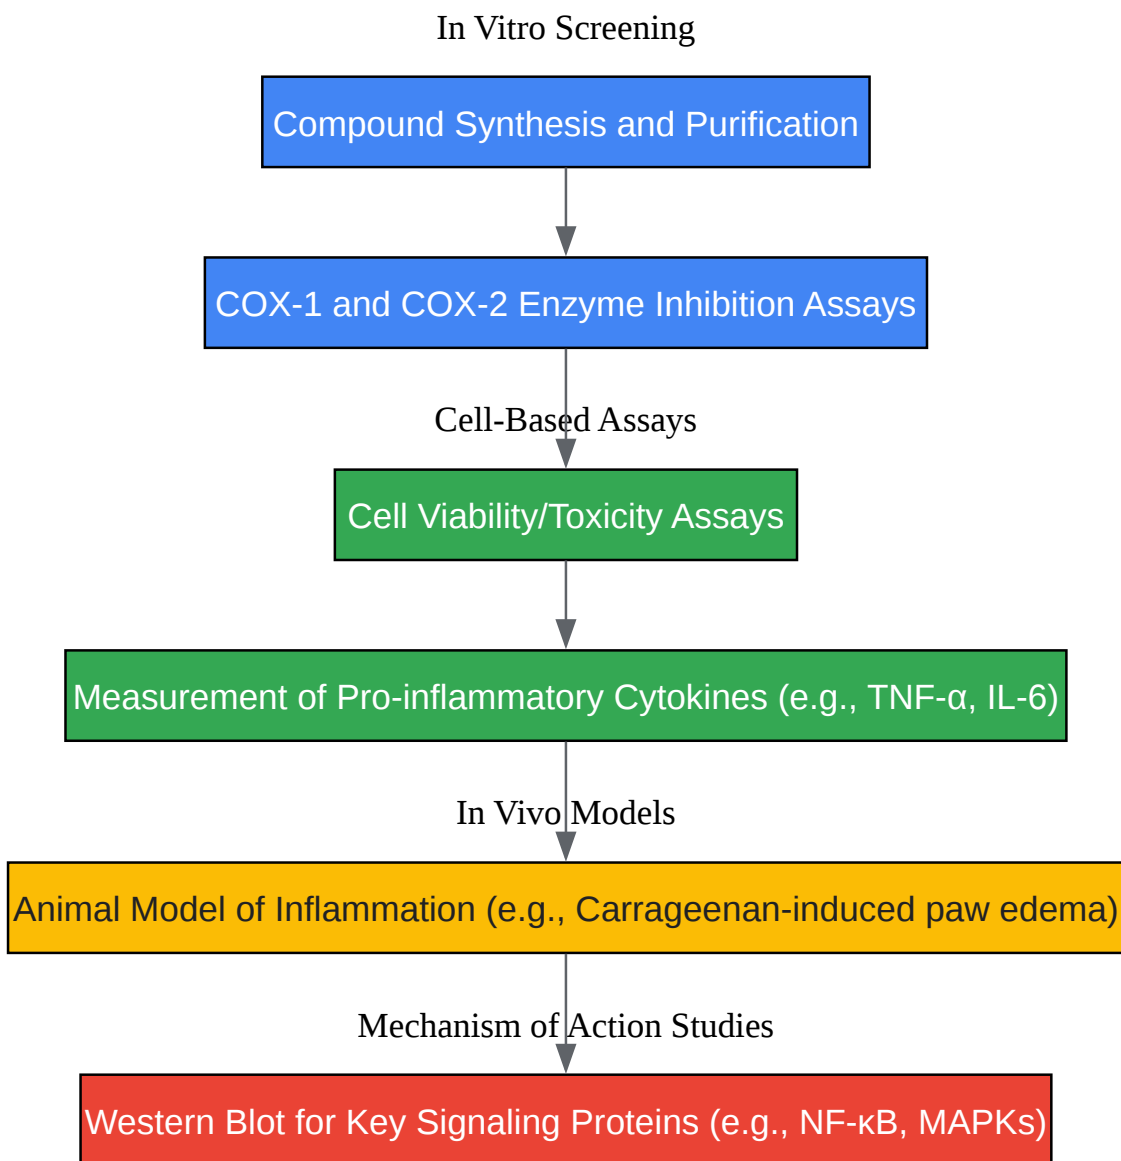 In Vitro Screening
Compound Synthesis and Purification
COX-1 and COX-2 Enzyme Inhibition Assays
Cell-Based Assays
Cell Viability/Toxicity Assays
Measurement of Pro-inflammatory Cytokines (e.g., TNF-α, IL-6)
In Vivo Models
Animal Model of Inflammation (e.g., Carrageenan-induced paw edema)
Mechanism of Action Studies
Western Blot for Key Signaling Proteins (e.g., NF-κB, MAPKs)